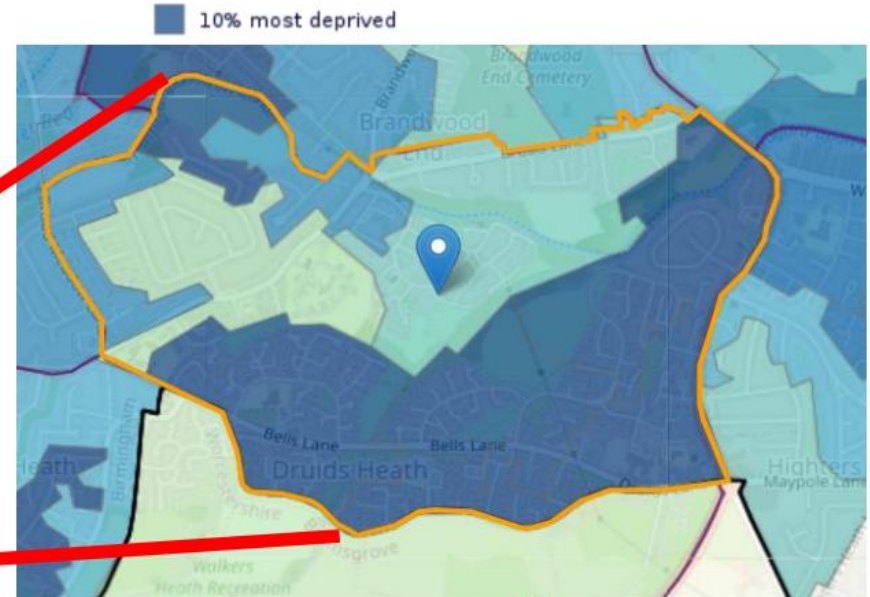 10% most deprived
Brandwood
End Cemetery
Brandwood
End
Bells Lane
Bells Lane
Druids Heath
Birmingham
Worcestershire
Heath
Highters
Maypole Lane
Walkers
Heath Recreation